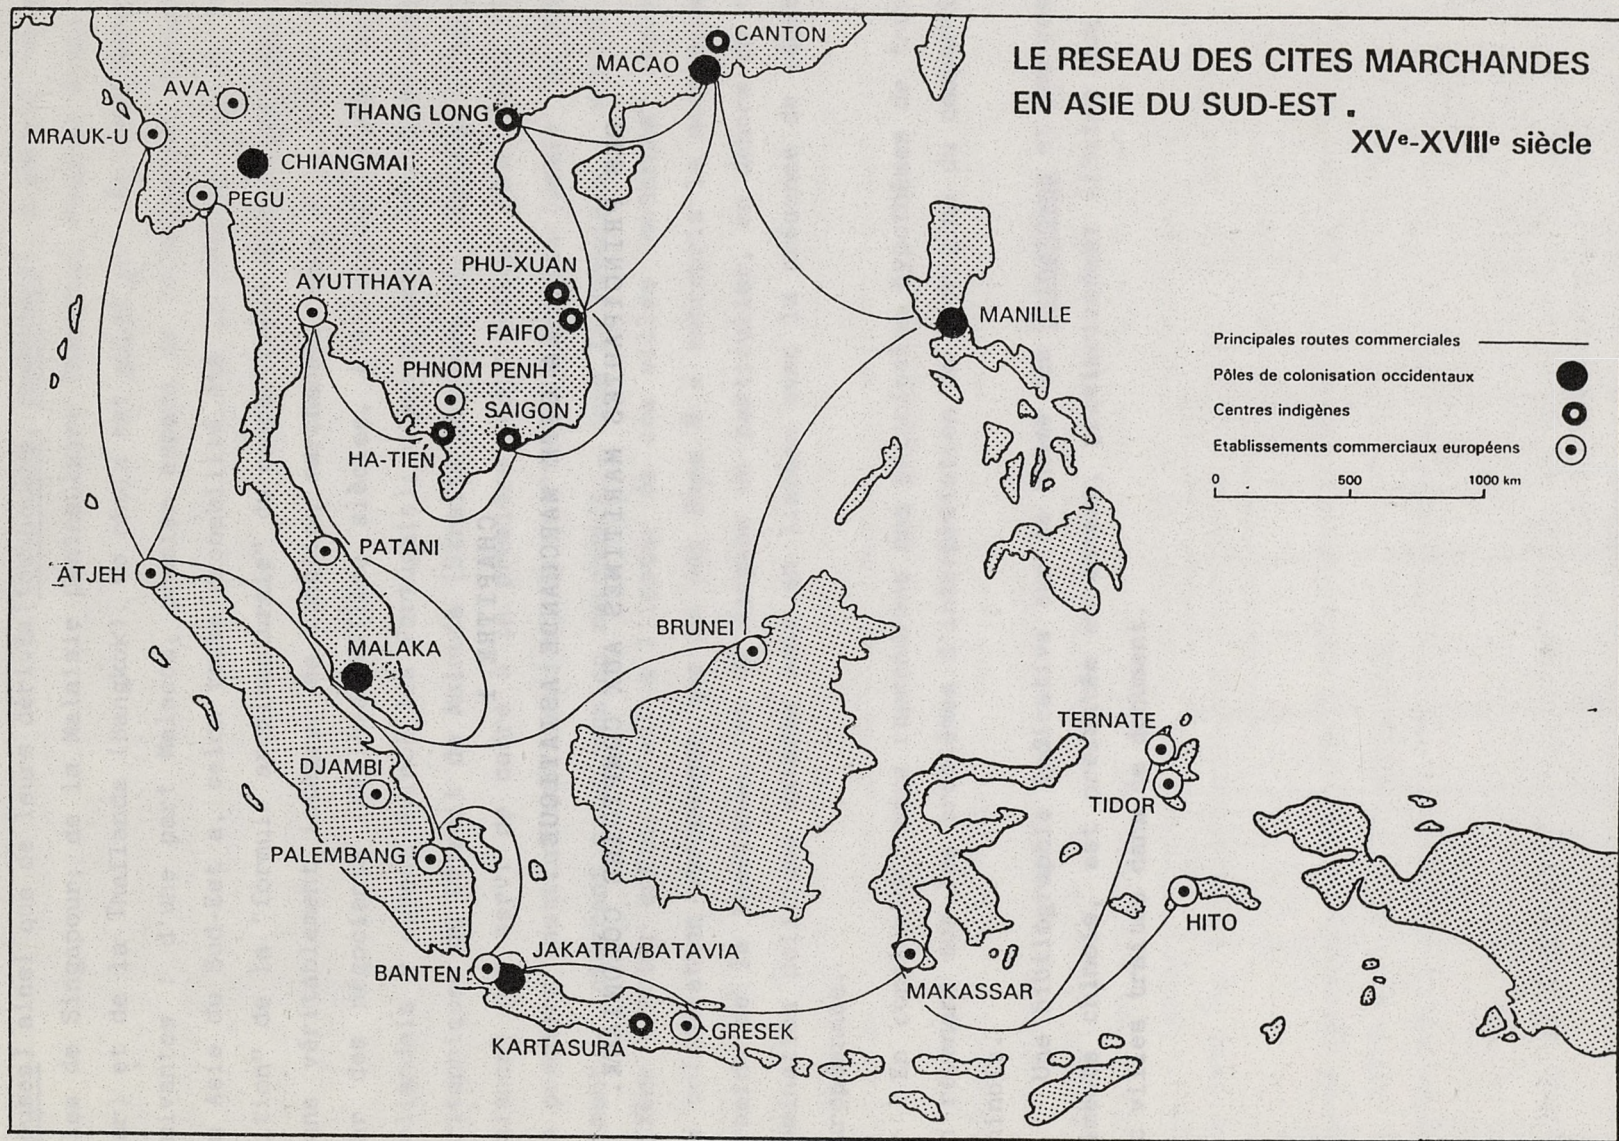 LE RESEAU DES CITES MARCHANDES
EN ASIE DU SUD-EST .
XVe-XVIIIe siècle
CANTON
MACAO
AVA
THANG LONG
MRAUK-U
CHIANGMAI
PEGU
PHU-XUAN
AYUTTHAYA
FAIFO
MANILLE
PHNOM PENH
SAIGON
HA-TIEN
Principales routes commerciales
Pôles de colonisation occidentaux
Centres indigènes
Etablissements commerciaux européens
0 500 1000 km
PATANI
ATJEH
BRUNEI
MALAKA
TERNATE
DJAMBI
TIDOR
PALEMBANG
HITO
JAKATRA/BATAVIA
BANTEN
MAKASSAR
GRESEK
KARTASURA